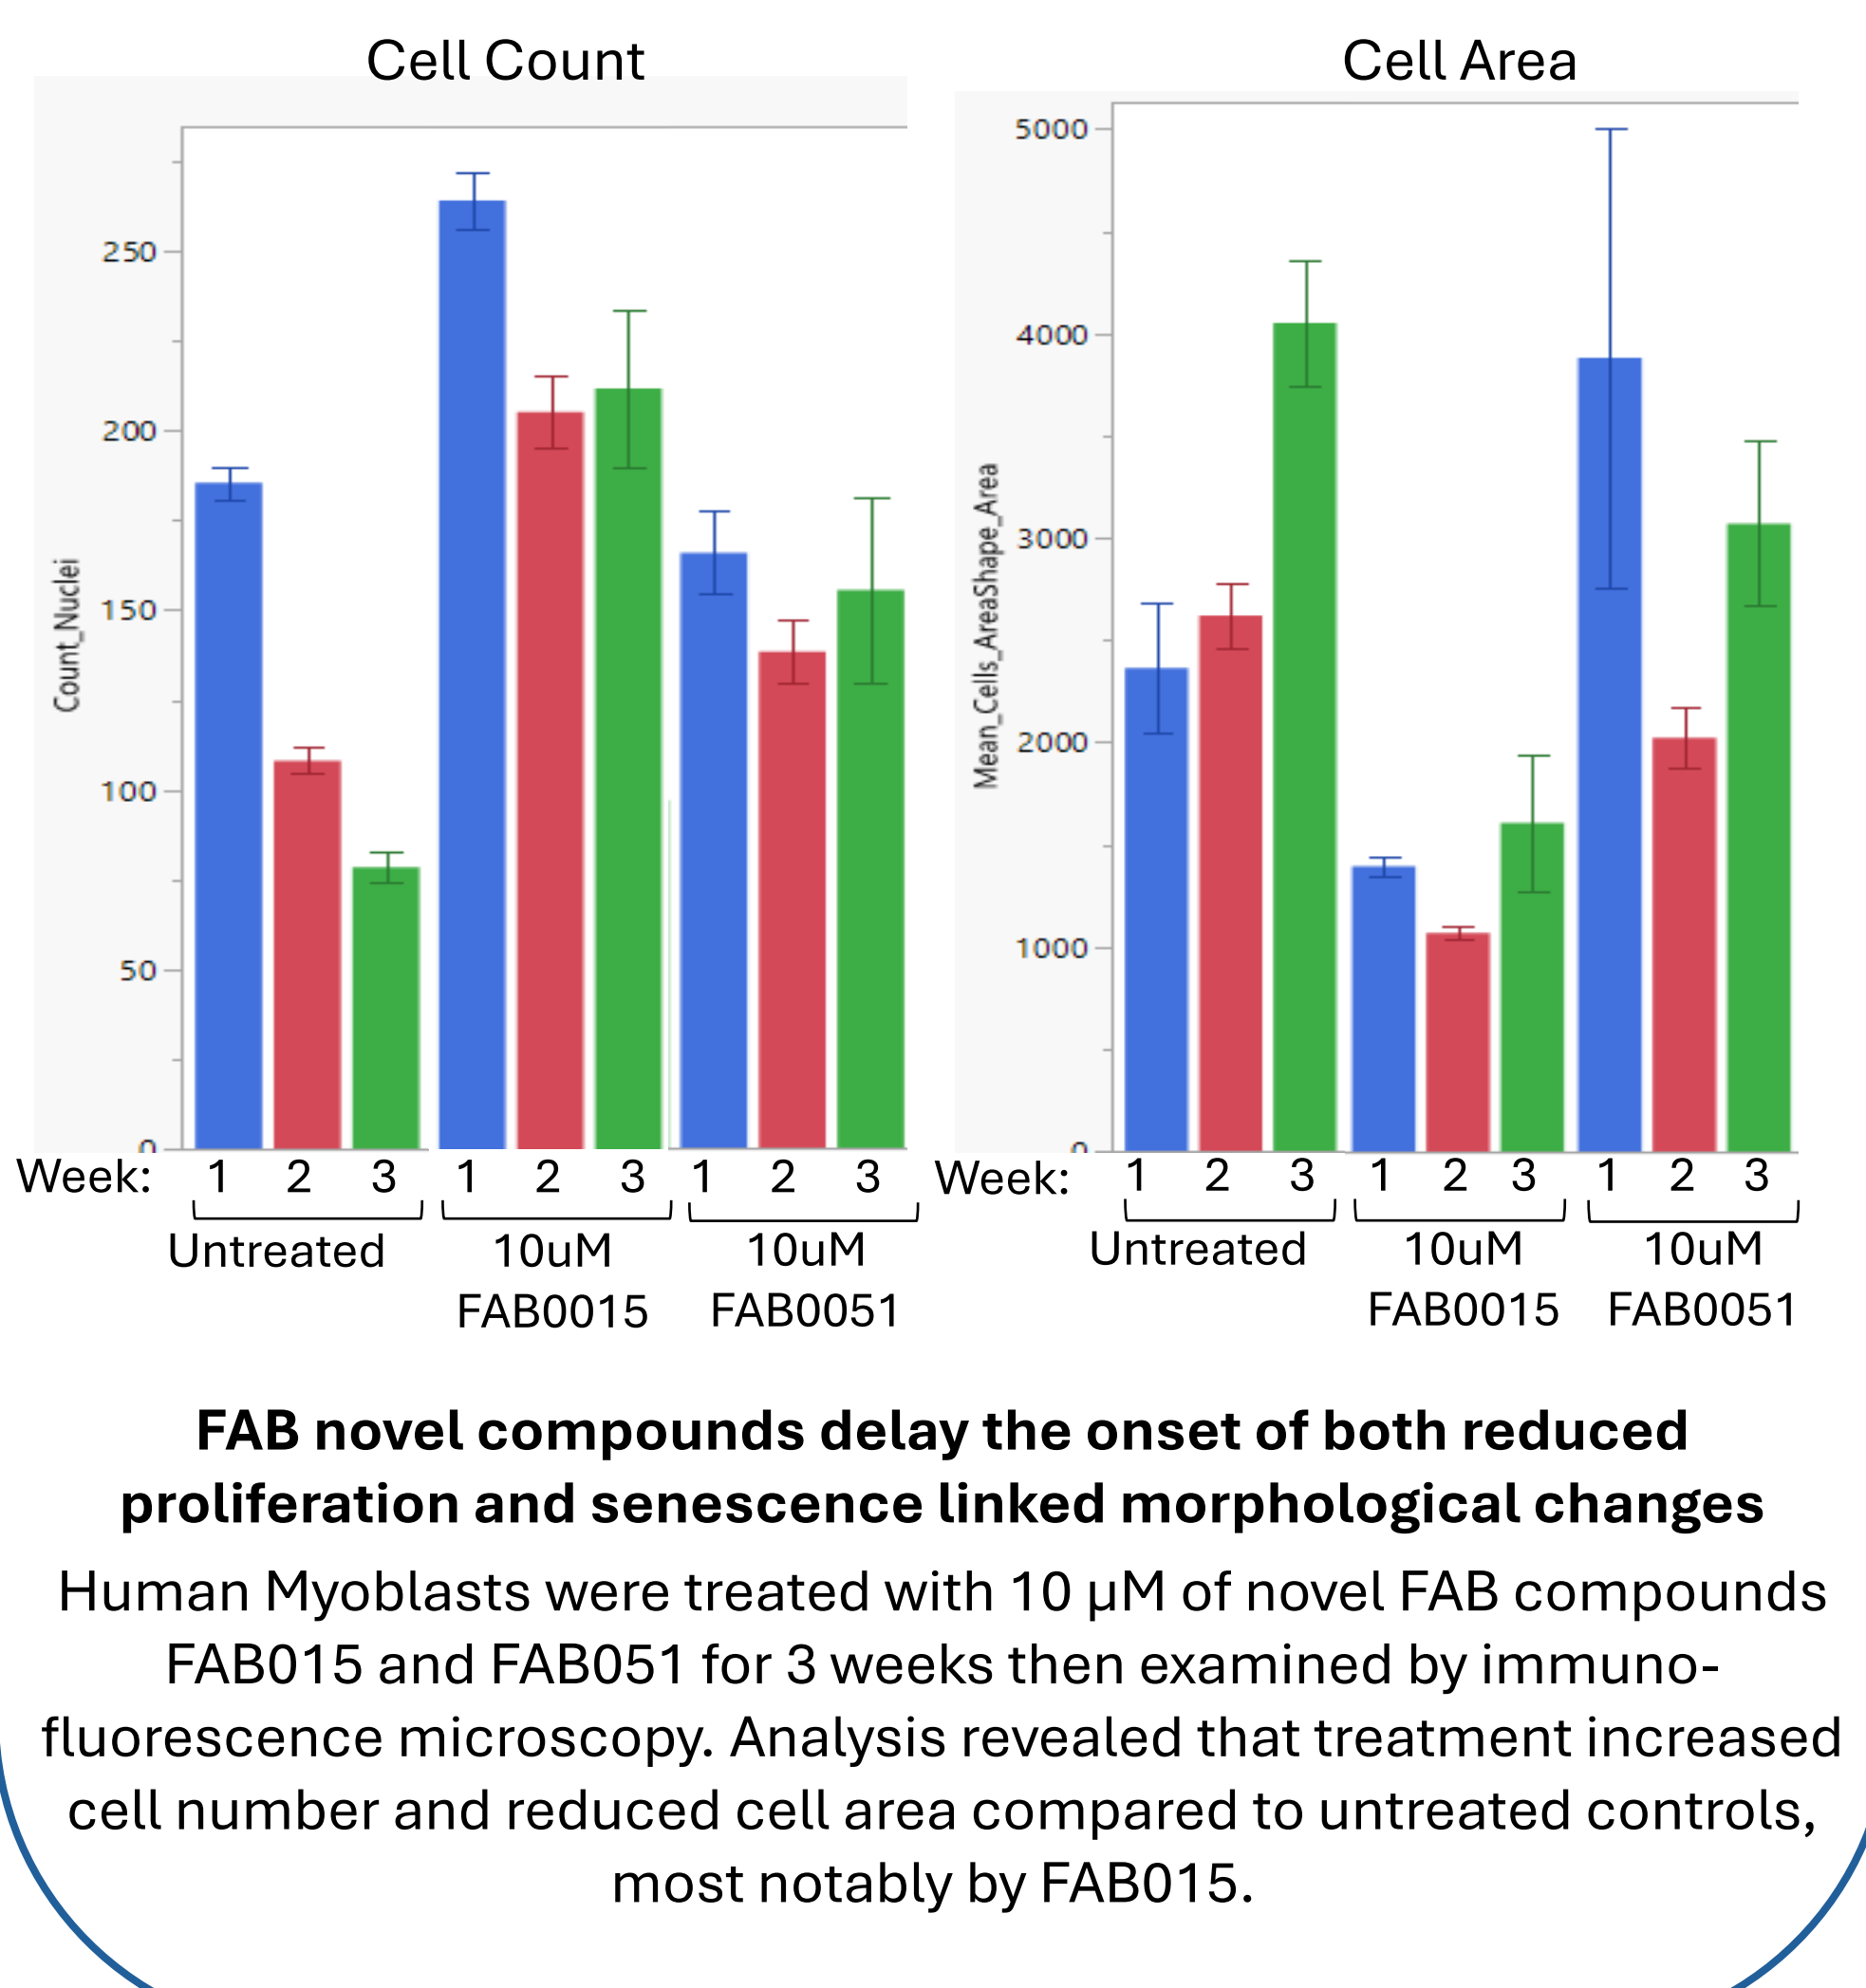 Cell Count
Cell Area
250
200
150
100
50
0
Count_Nuclei
5000
4000
3000
2000
1000
0
Mean_Cells_AreaShape_Area
Week: 1 2 3 1 2 3 1 2 3
Untreated
10uM
FAB0015
10uM
FAB0051
Week: 1 2 3 1 2 3 1 2 3
Untreated
10uM
FAB0015
10uM
FAB0051
FAB novel compounds delay the onset of both reduced
proliferation and senescence linked morphological changes
Human Myoblasts were treated with 10 µM of novel FAB compounds
FAB015 and FAB051 for 3 weeks then examined by immuno-
fluorescence microscopy. Analysis revealed that treatment increased
cell number and reduced cell area compared to untreated controls,
most notably by FAB015.